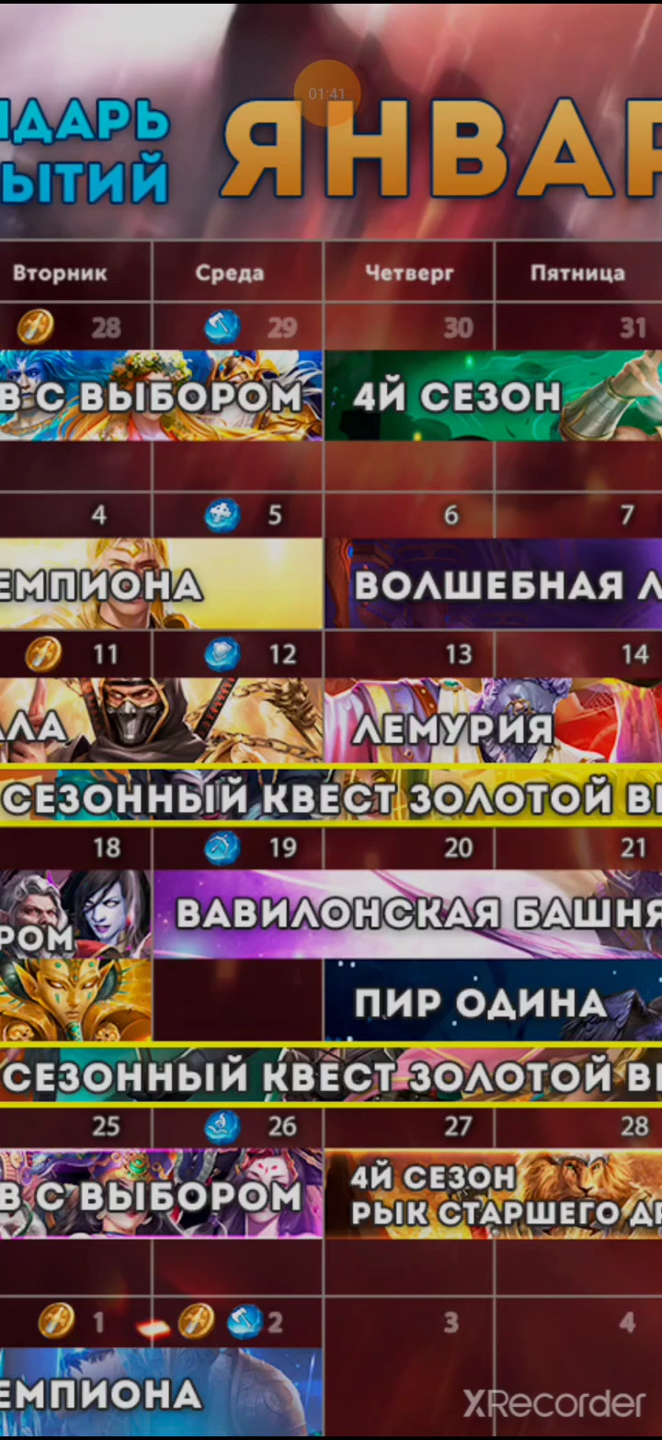 01:41
ДАРЬ
ЫТИЙ
ЯНВАР
Вторник Среда Четверг Пятница
28 29 30 31
В С ВЫБОРОМ 4Й СЕЗОН
4 5 6 7
ЕМПИОНА ВОЛШЕБНАЯ Л
11 12 13 14
ЛЛА ЛЕМУРИЯ
СЕЗОННЫЙ КВЕСТ ЗОЛОТОЙ В
18 19 20 21
РОМ ВАВИЛОНСКАЯ БАШНЯ
ПИР ОДИНА
СЕЗОННЫЙ КВЕСТ ЗОЛОТОЙ В
25 26 27 28
В С ВЫБОРОМ 4Й СЕЗОН
РЫК СТАРШЕГО ДР
1 2 3 4
ЕМПИОНА
XRecorder